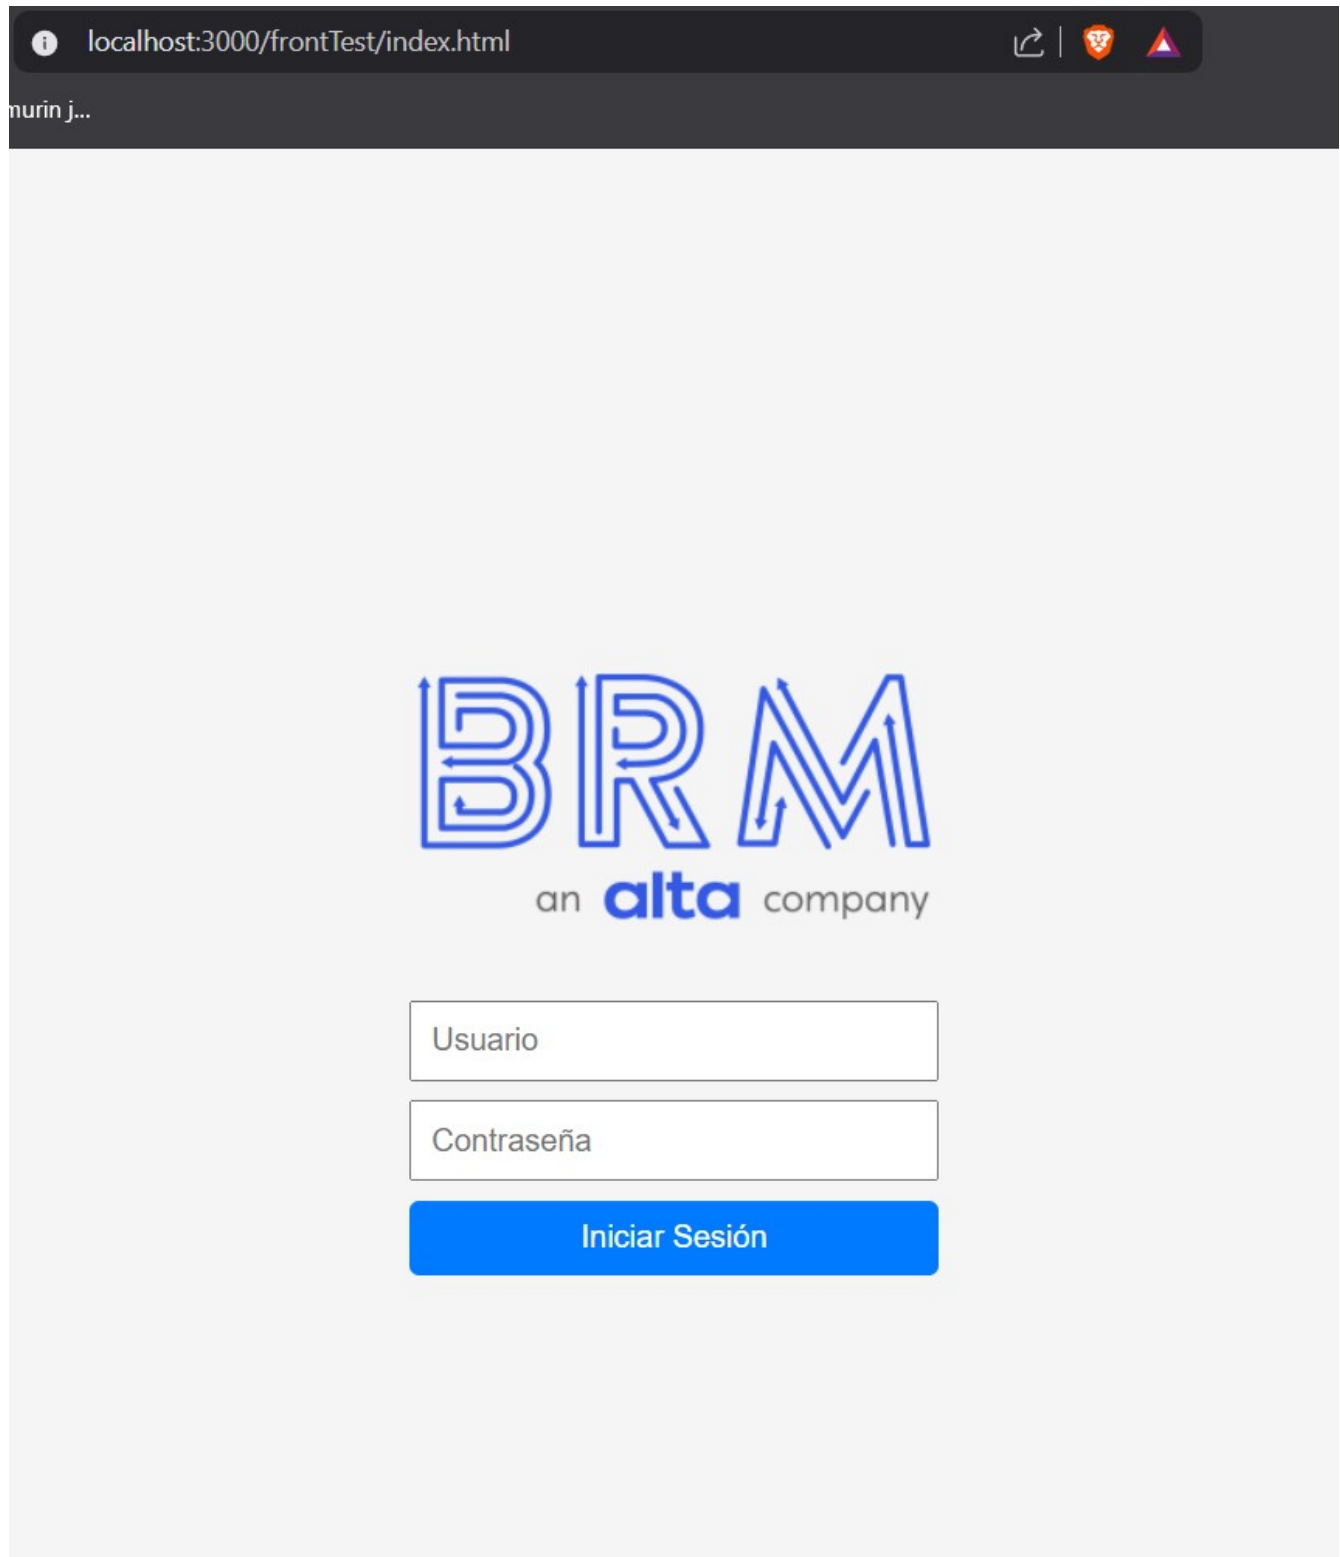 localhost:3000/frontTest/index.html
murin j...
BRM
an alta company
Usuario
Contraseña
Iniciar Sesión